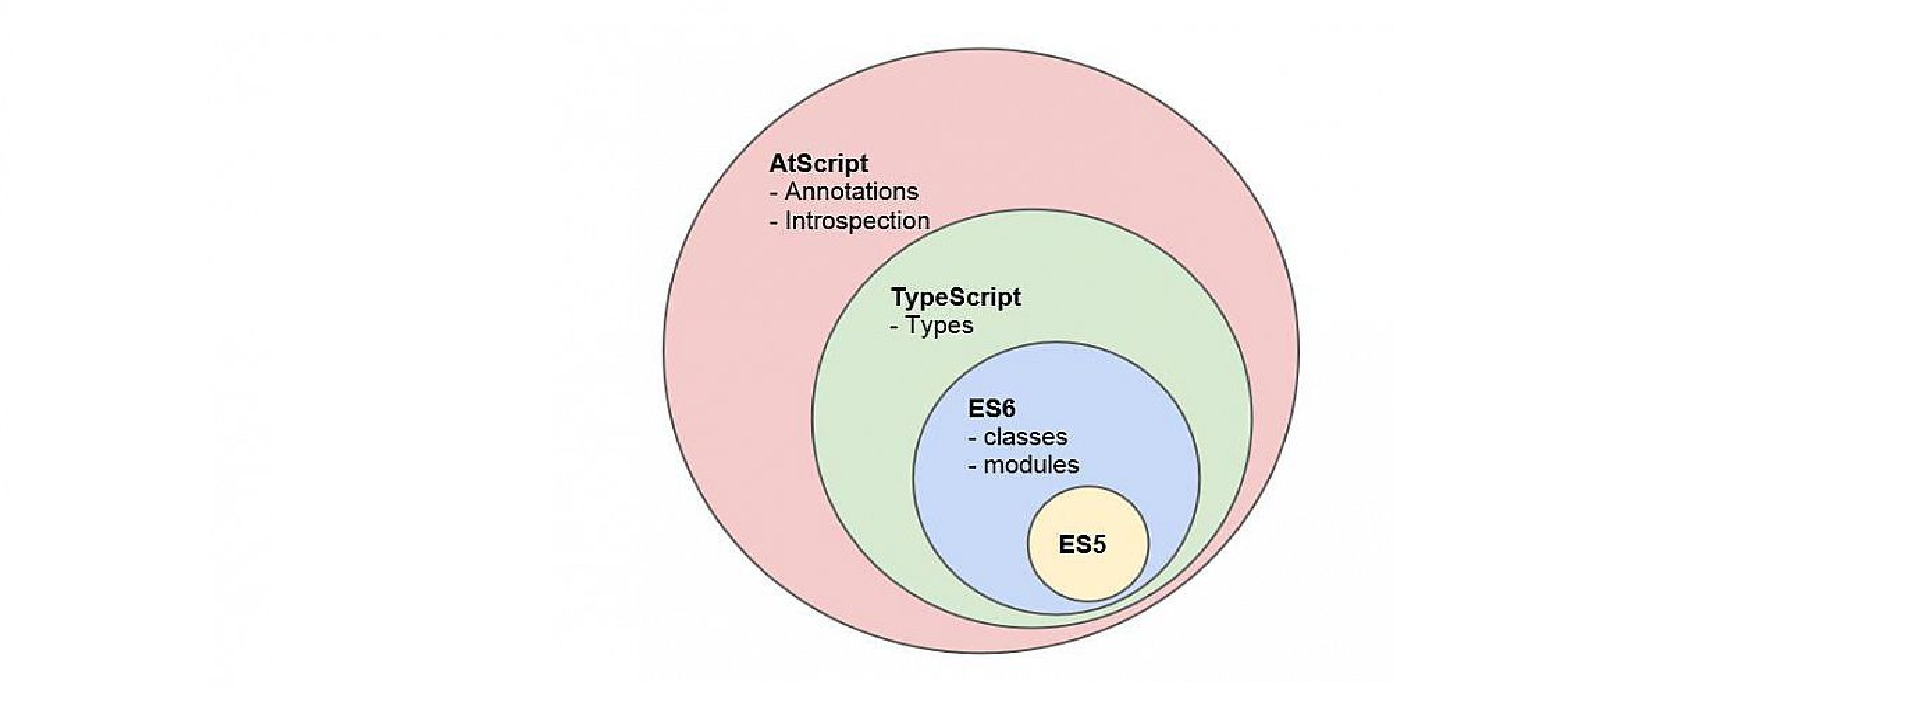 AtScript
- Annotations
- Introspection
TypeScript
- Types
ES6
- classes
- modules
ES5